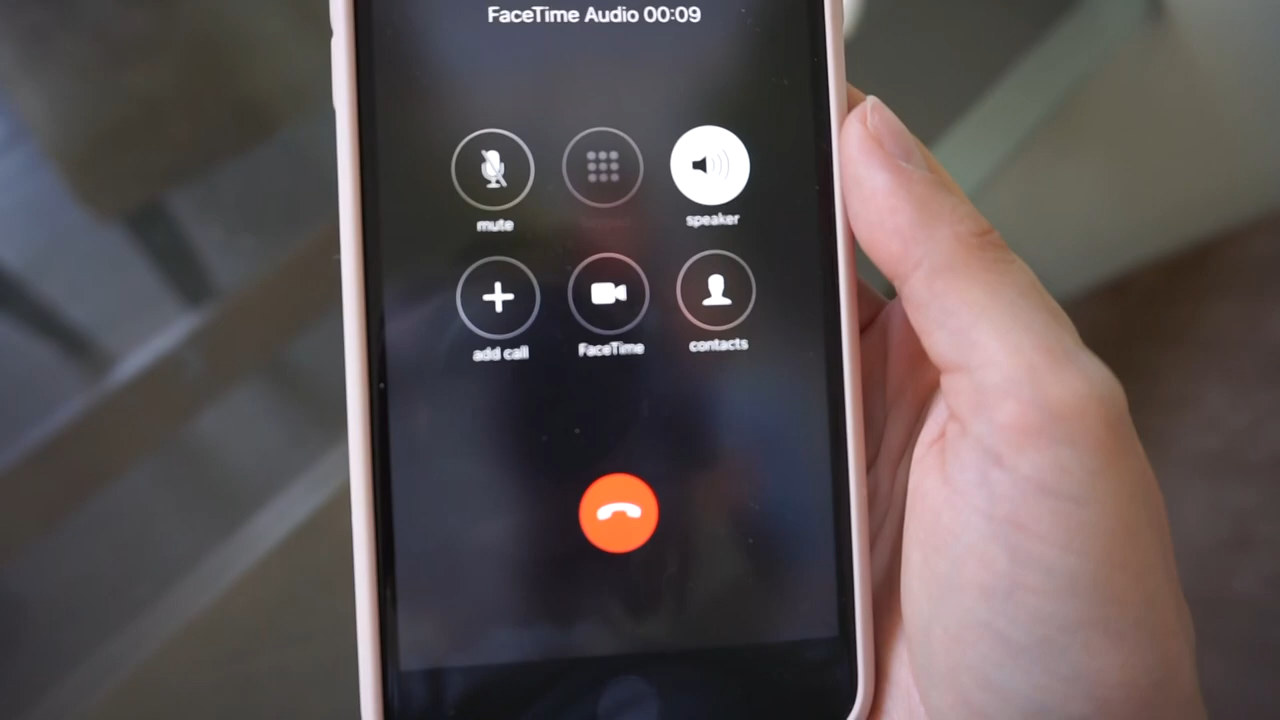 FaceTime Audio 00:09
mute
speaker
add call
FaceTime
contacts